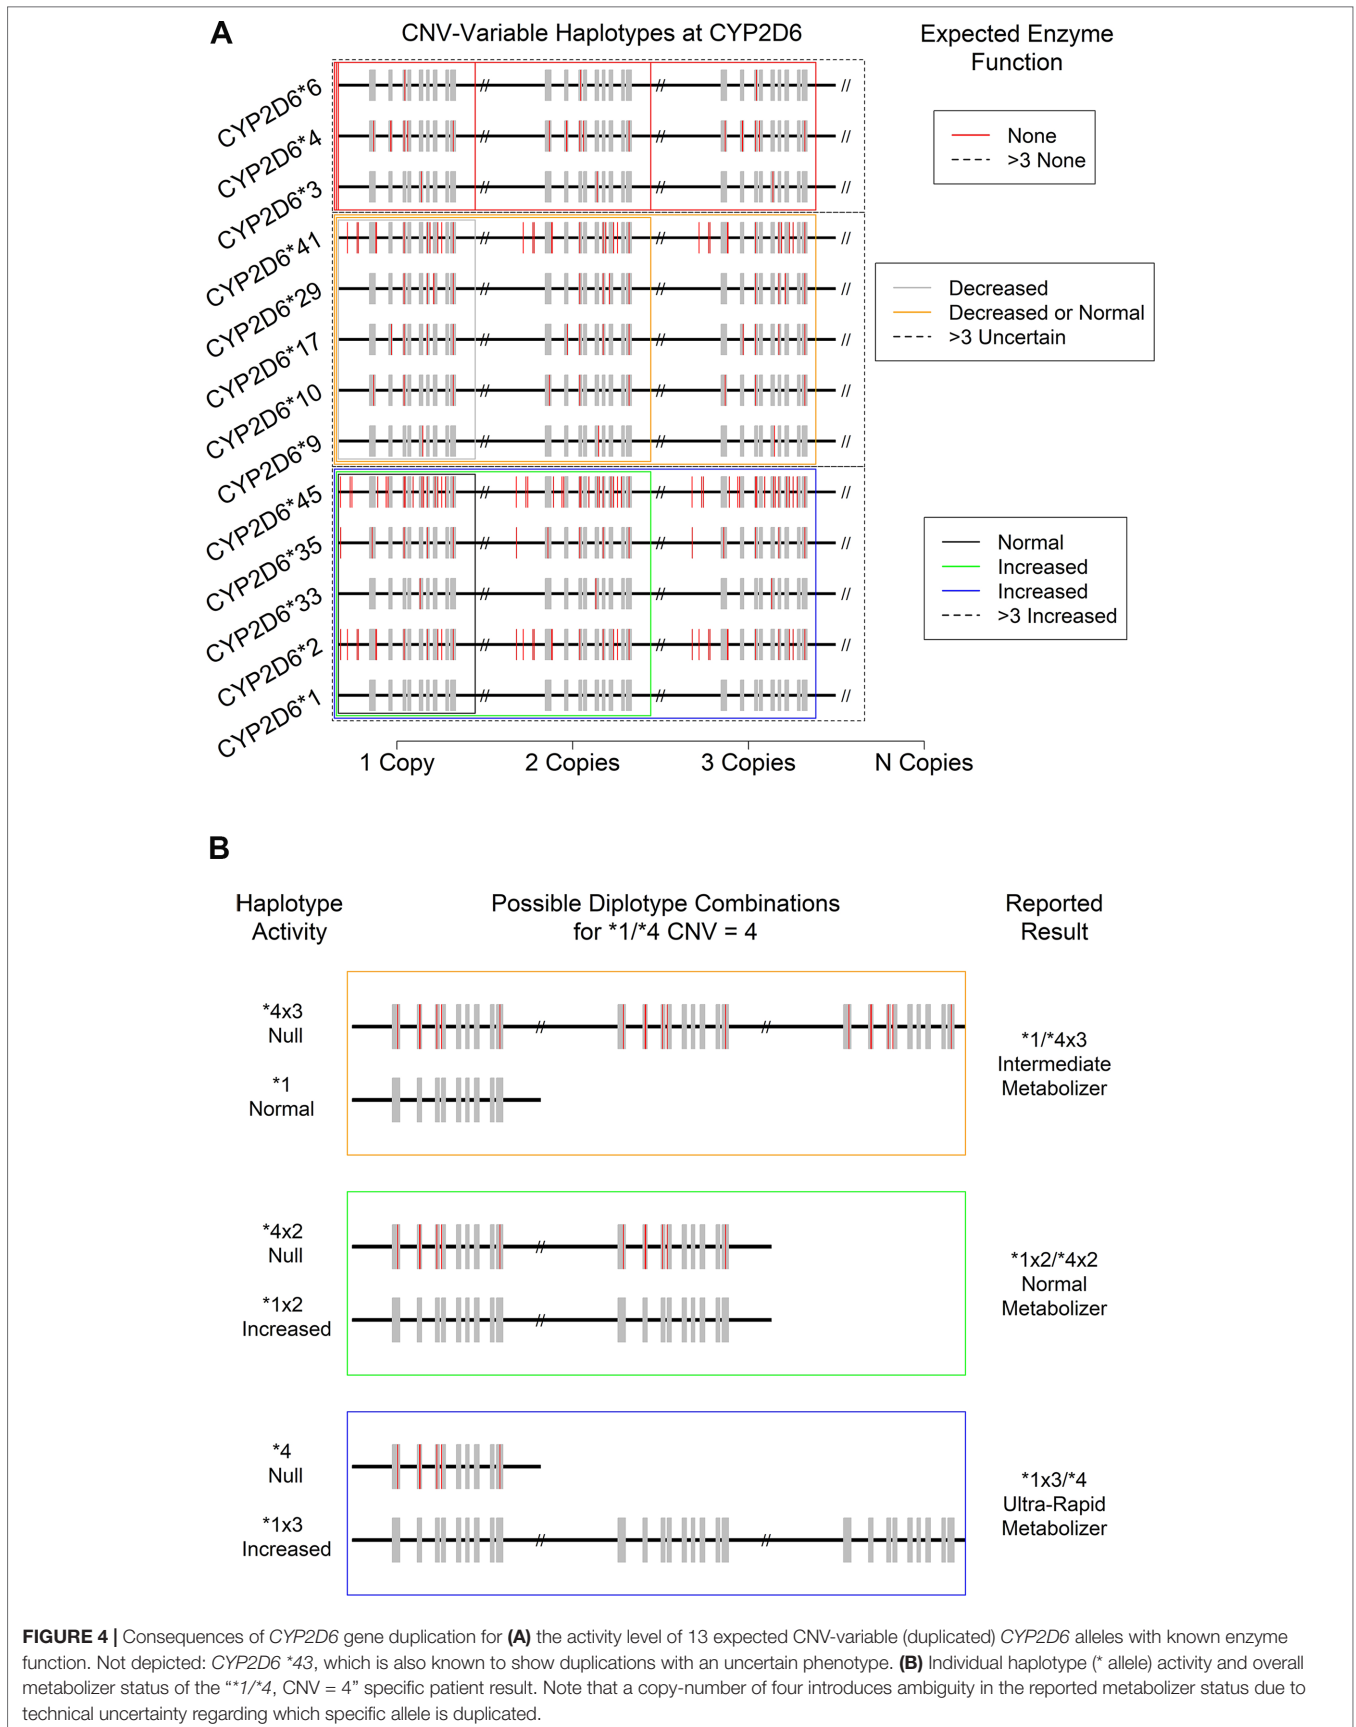 A
CNV-Variable Haplotypes at CYP2D6
Expected Enzyme
Function
CYP2D6*6
CYP2D6*4
CYP2D6*3
CYP2D6*41
CYP2D6*29
CYP2D6*17
CYP2D6*10
CYP2D6*9
CYP2D6*45
CYP2D6*35
CYP2D6*33
CYP2D6*2
CYP2D6*1
None
>3 None
Decreased
Decreased or Normal
>3 Uncertain
Normal
Increased
Increased
>3 Increased
1 Copy
2 Copies
3 Copies
N Copies
B
Haplotype
Activity
Possible Diplotype Combinations
for *1/*4 CNV = 4
Reported
Result
*4x3
Null
*1
Normal
*1/*4x3
Intermediate
Metabolizer
*4x2
Null
*1x2
Increased
*1x2/*4x2
Normal
Metabolizer
*4
Null
*1x3
Increased
*1x3/*4
Ultra-Rapid
Metabolizer
FIGURE 4 | Consequences of CYP2D6 gene duplication for (A) the activity level of 13 expected CNV-variable (duplicated) CYP2D6 alleles with known enzyme
function. Not depicted: CYP2D6 *43, which is also known to show duplications with an uncertain phenotype. (B) Individual haplotype (* allele) activity and overall
metabolizer status of the “*1/*4, CNV = 4” specific patient result. Note that a copy-number of four introduces ambiguity in the reported metabolizer status due to
technical uncertainty regarding which specific allele is duplicated.